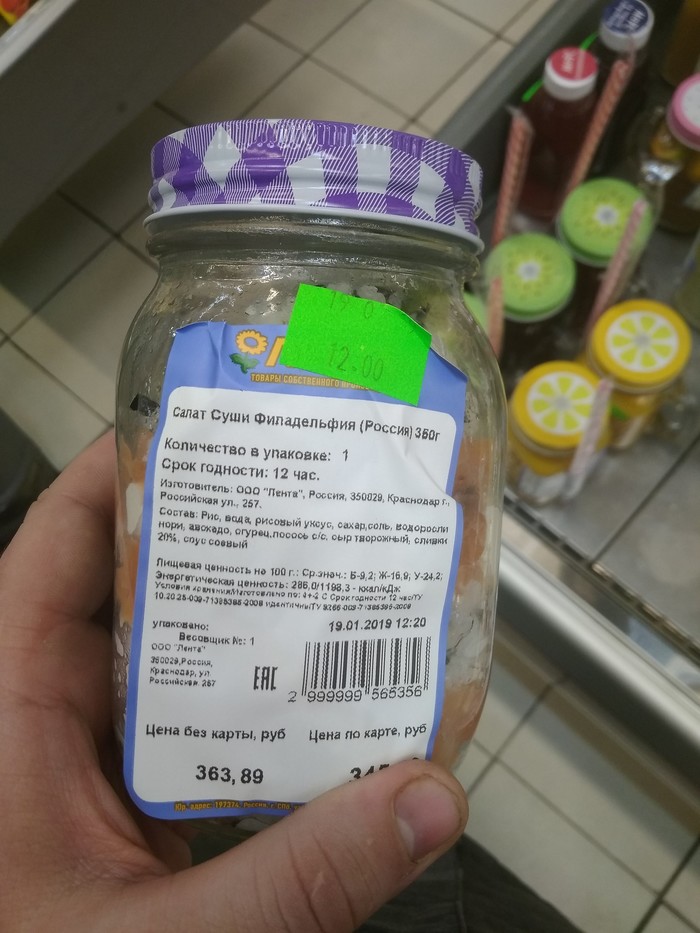 12.00
ТОВАРЫ СОБСТВЕННОГО
Салат Суши Филадельфия (Россия) 350г
Количество в упаковке: 1
Срок годности: 12 час.
Изготовитель: ООО "Лента", Россия, 350029, Краснодар г.,
Российская ул., 257.
Состав: Рис, вода, рисовый уксус, сахар,соль, водоросли
нори, авокадо, огурец,лосось с/с, сыр творожный, сливки
20%, соус соевый
Пищевая ценность на 100 г.: Ср.знач.: Б-9,2; Ж-16,9; У-24,2;
Энергетическая ценность: 286,0/1198,3 - ккал/кДж
упаковано:
19.01.2019 12:20
Весовщик №: 1
ООО "Лента"
350029,Россия,
Краснодар, ул.
Российская, 257
EAC
2 999999 565356
Цена без карты, руб
Цена по карте, руб
363,89